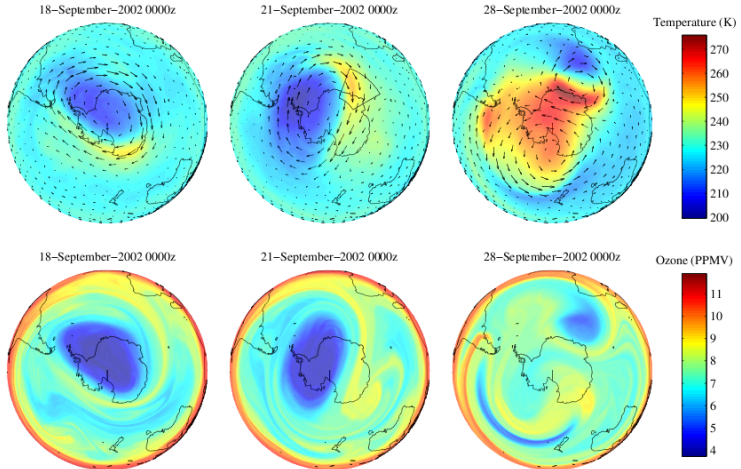 18-September-2002 0000z
21-September-2002 0000z
28-September-2002 0000z
Temperature (K)
270
260
250
240
230
220
210
200
18-September-2002 0000z
21-September-2002 0000z
28-September-2002 0000z
Ozone (PPMV)
11
10
9
8
7
6
5
4